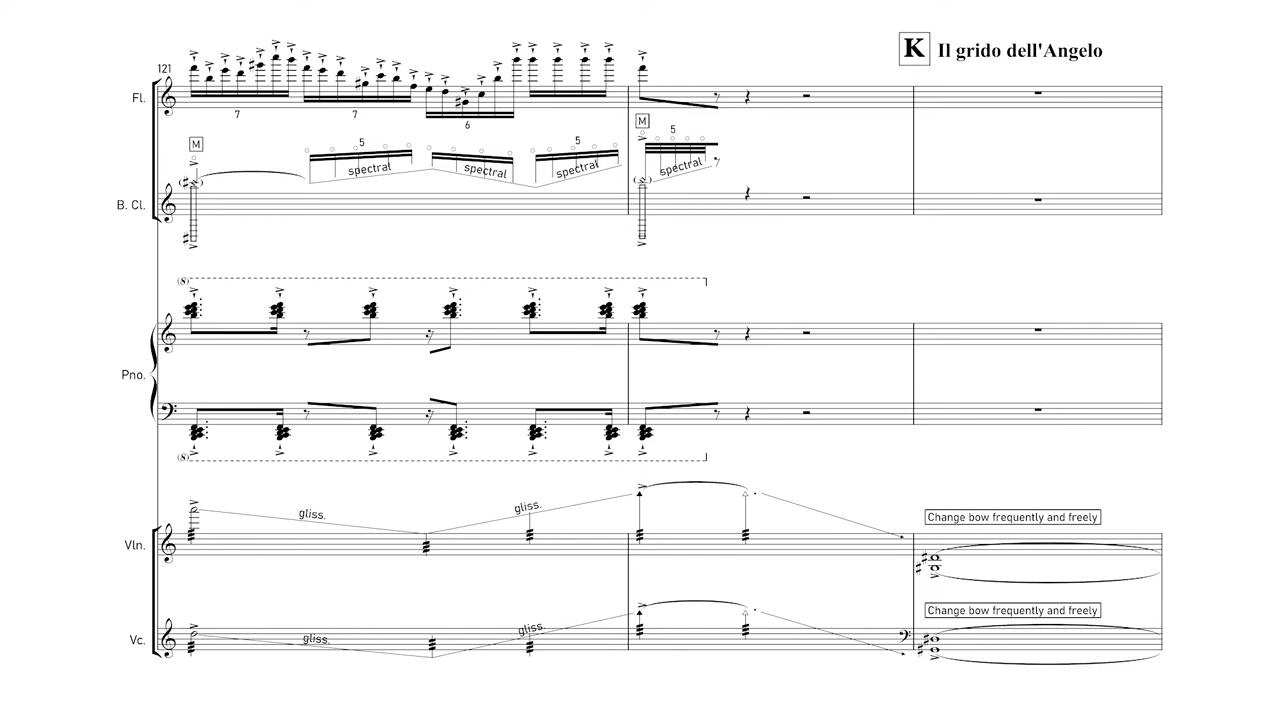 K Il grido dell'Angelo
121
Fl.
7 7 6
M
M
5 5 5 5
spectral spectral spectral spectral
B. Cl.
(8)
Pno.
(8)
gliss. gliss.
Change bow frequently and freely
Vln.
Change bow frequently and freely
gliss. gliss.
Vc.